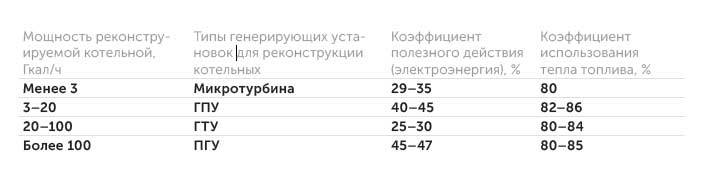 Мощность реконстру-
ируемой котельной,
Гкал/ч
Типы генерирующих уста-
новок для реконструкции
котельных
Коэффициент
полезного действия
(электроэнергия), %
Коэффициент
использования
тепла топлива, %
Менее 3 Микротурбина 29–35 80
3–20 ГПУ 40–45 82–86
20–100 ГТУ 25–30 80–84
Более 100 ПГУ 45–47 80–85